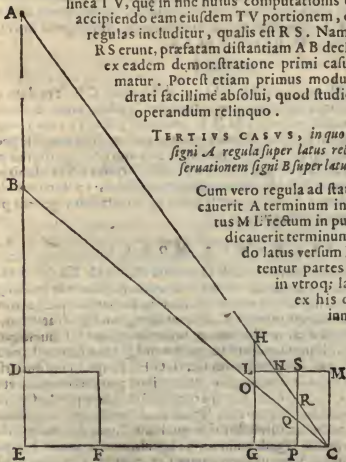 linea T V, quę in fine huius computationis
accipiendo eam eiusdem T V portionem,
regulas includitur, qualis est R S. Nam
R S erunt, præfatam distantiam A B decl
ex eadem demonstratione primi casu
matur. Potest etiam primus modu
drati facillimè absolui, quod studio
operandum relinquo.
TERTIVS CASVS, in quo
signi A regula super latus rel
seruationem signi B super latu
Cum vero regula ad stat
cauerit A terminum in
tus M L rectum in pu
dicauerit terminum
do latus versum
tentur partes
in vtroq; la
ex his d
A
B
H
D
L
N
S
M
O
R
Q
E
F
G
P
C